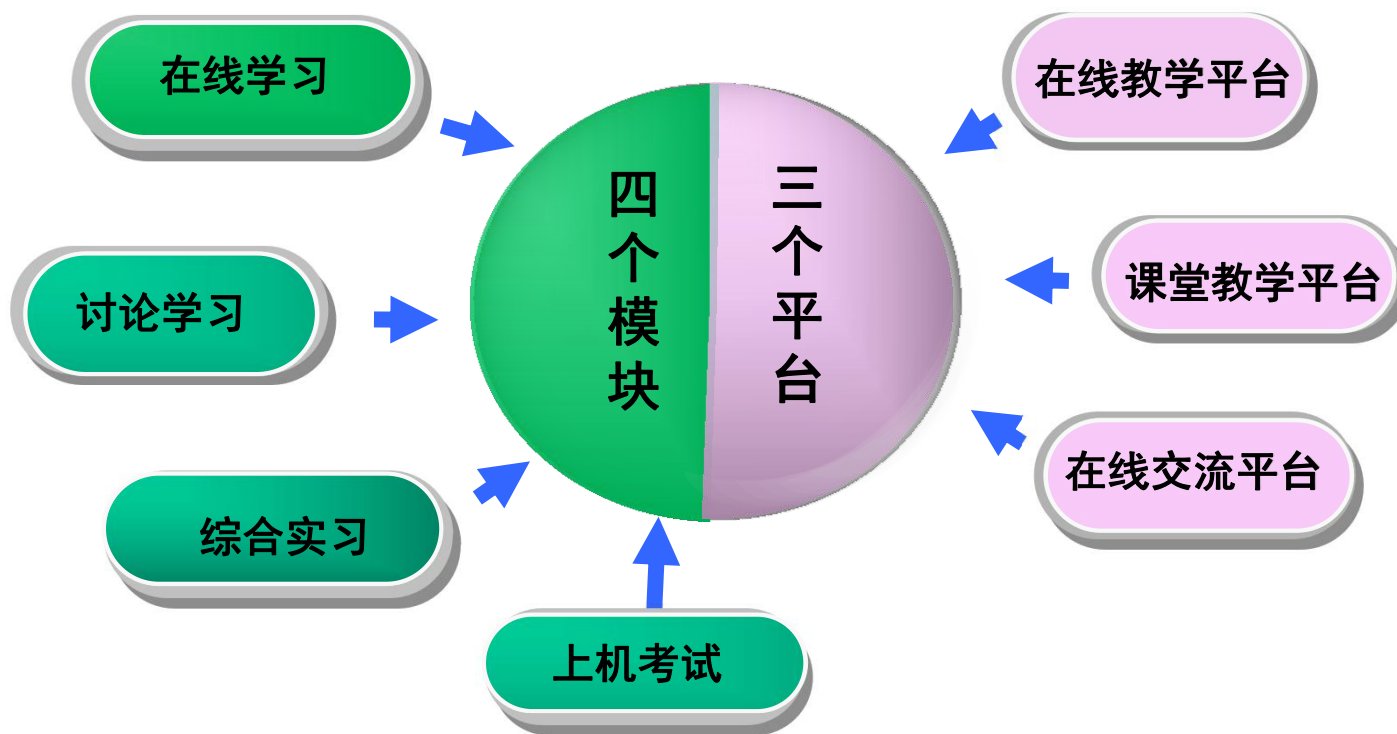 在线学习
讨论学习
综合实习
上机考试
四个模块
三个平台
在线教学平台
课堂教学平台
在线交流平台